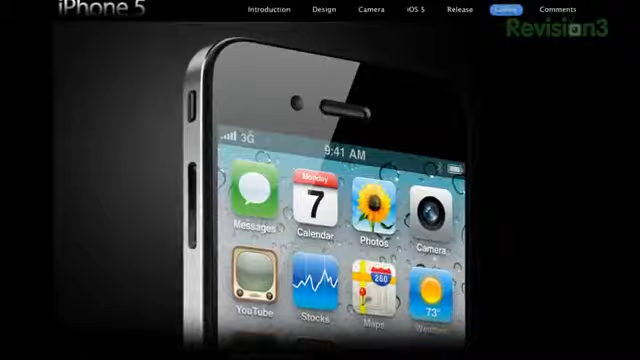 iPhone 5
Introduction Design Camera iOS 5 Release Comments
Revision3
3G 9:41 AM
Monday
7
Messages Calendar Photos Camera
280
73°
YouTube Stocks Maps Weather